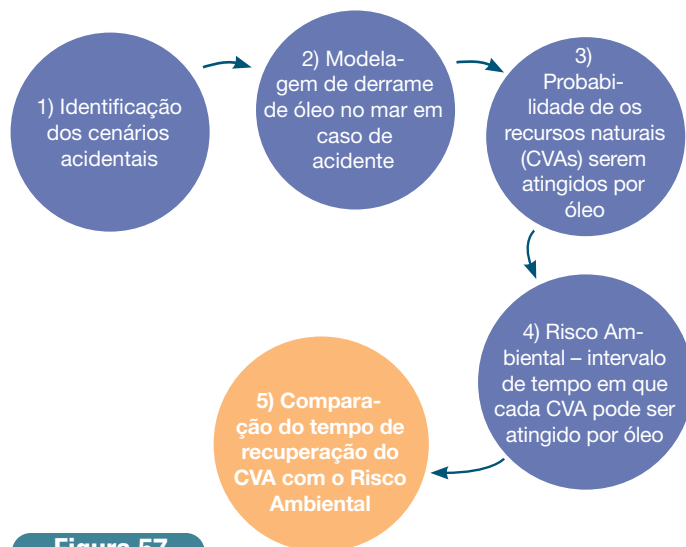 1) Identificação
dos cenários
acidentais
2) Modela-
gem de derrame
de óleo no mar em
caso de
acidente
3)
Probabi-
lidade de os
recursos naturais
(CVAs) serem
atingidos por
óleo
4) Risco Am-
biental – intervalo
de tempo em que
cada CVA pode ser
atingido por óleo
5) Compara-
ção do tempo de
recuperação do
CVA com o Risco
Ambiental
Figura 57